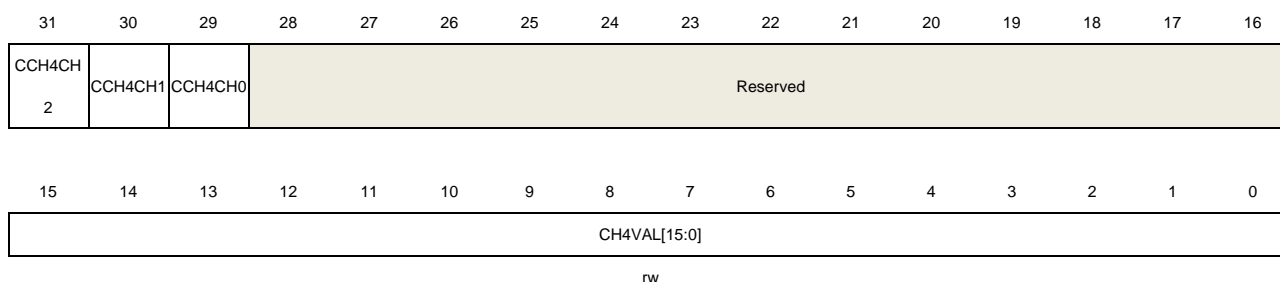 31 30 29 28 27 26 25 24 23 22 21 20 19 18 17 16
CCH4CH
2 CCH4CH1 CCH4CH0 Reserved
15 14 13 12 11 10 9 8 7 6 5 4 3 2 1 0
CH4VAL[15:0]
rw